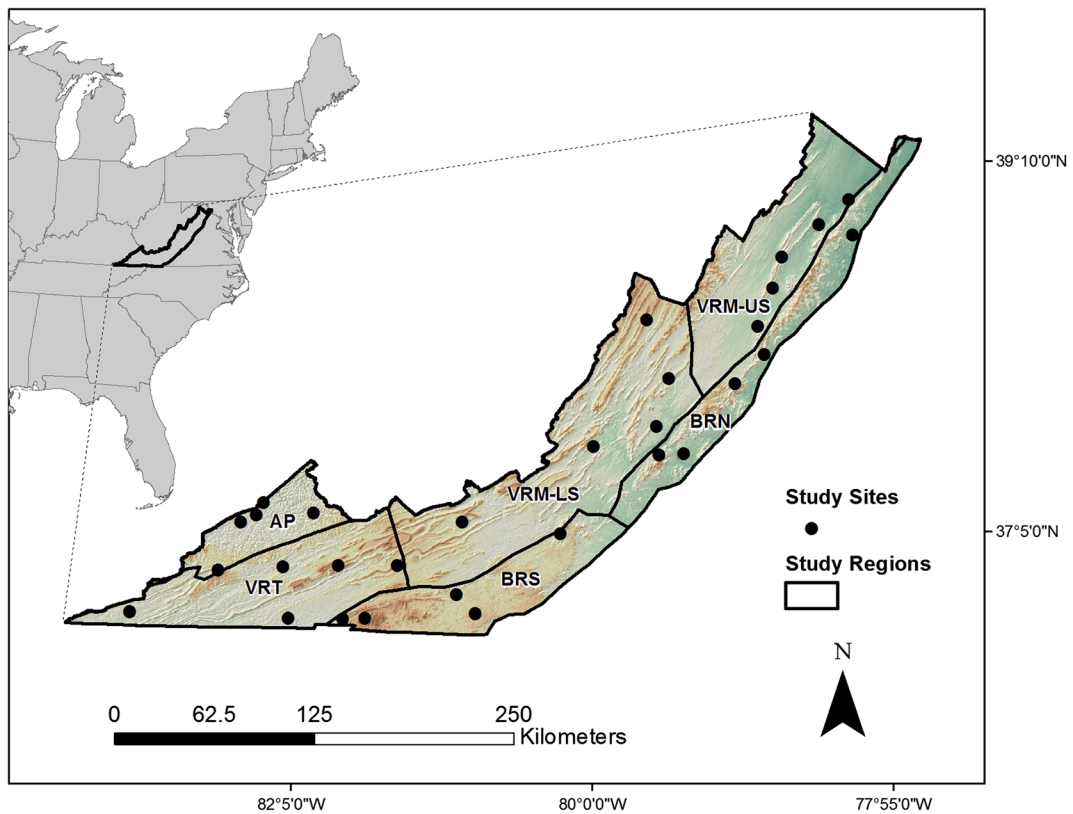 39°10'0"N
VRM-US
BRN
VRM-LS
Study Sites
AP
37°5'0"N
Study Regions
VRT
BRS
N
0 62.5 125 250
Kilometers
82°5'0"W 80°0'0"W 77°55'0"W